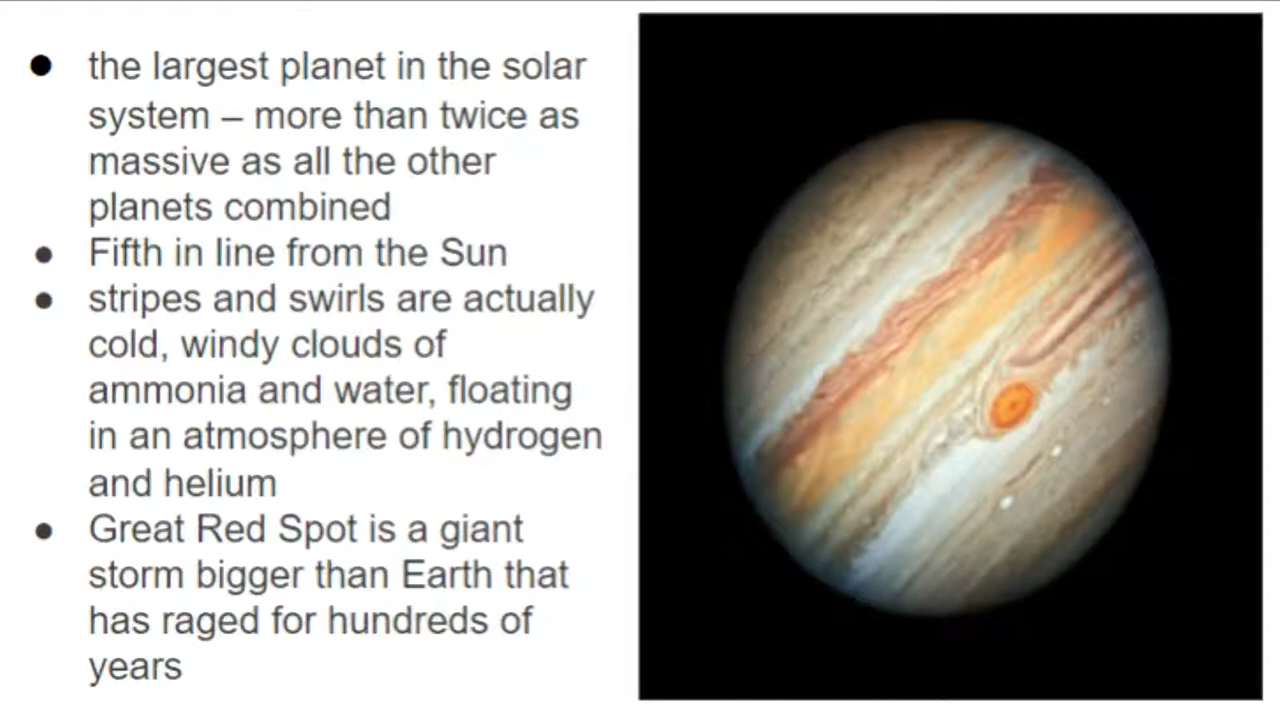 ● the largest planet in the solar
system – more than twice as
massive as all the other
planets combined
● Fifth in line from the Sun
● stripes and swirls are actually
cold, windy clouds of
ammonia and water, floating
in an atmosphere of hydrogen
and helium
● Great Red Spot is a giant
storm bigger than Earth that
has raged for hundreds of
years